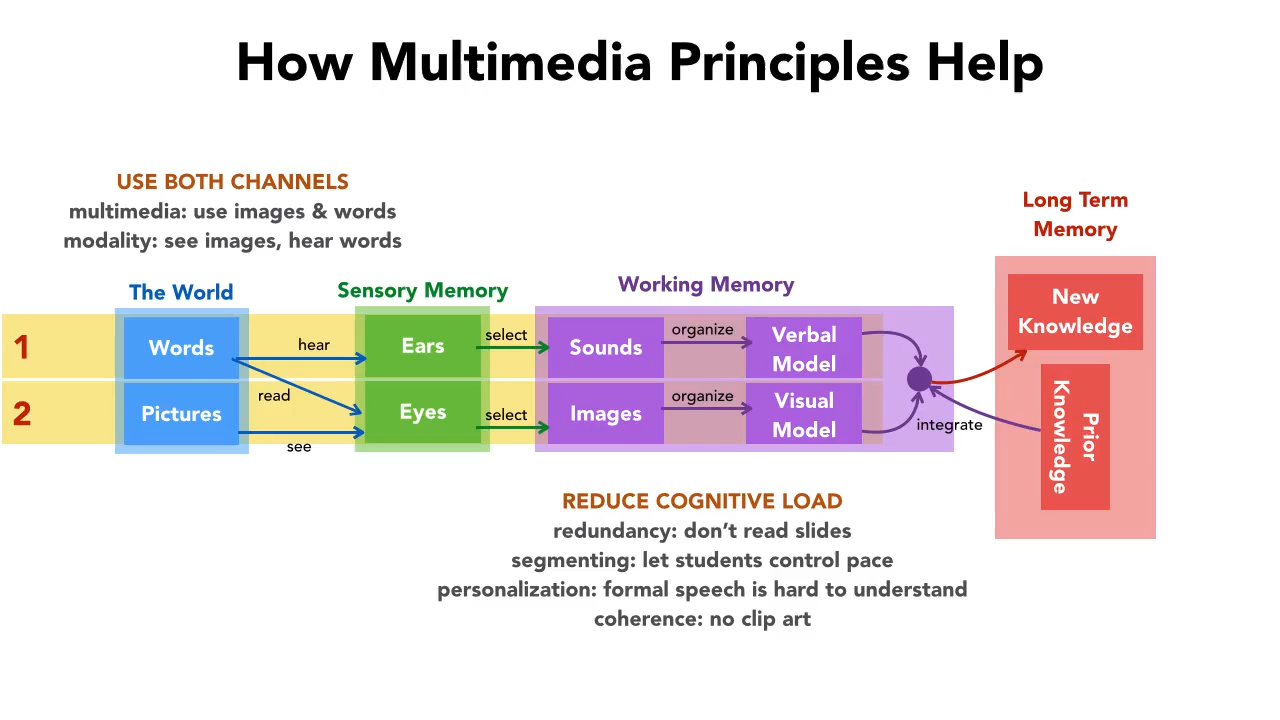 How Multimedia Principles Help
USE BOTH CHANNELS
multimedia: use images & words
modality: see images, hear words
Long Term
Memory
The World
Sensory Memory
Working Memory
1
Words
hear
Ears
select
Sounds
organize
Verbal
Model
New
Knowledge
2
Pictures
read
see
Eyes
select
Images
organize
Visual
Model
integrate
Prior
Knowledge
REDUCE COGNITIVE LOAD
redundancy: don’t read slides
segmenting: let students control pace
personalization: formal speech is hard to understand
coherence: no clip art